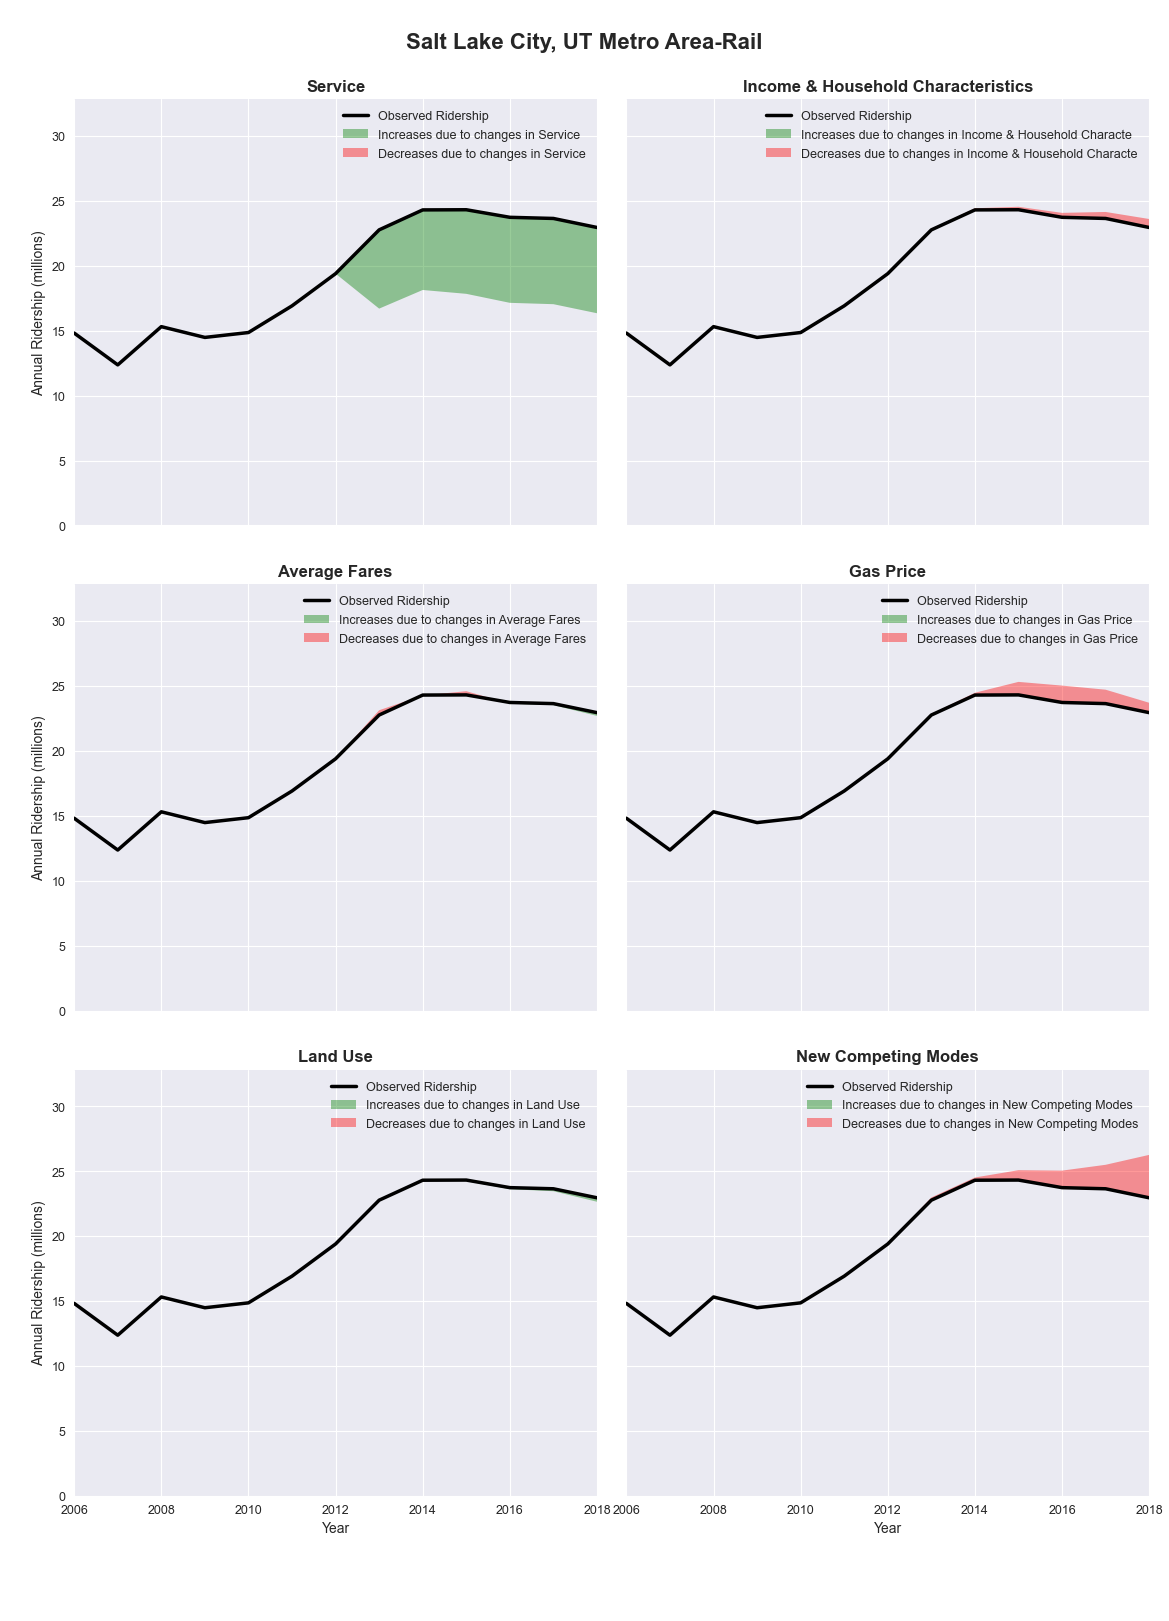 Salt Lake City, UT Metro Area-Rail
Service
Observed Ridership
Increases due to changes in Service
Decreases due to changes in Service
30
25
20
15
10
5
0
Annual Ridership (millions)
Income & Household Characteristics
Observed Ridership
Increases due to changes in Income & Household Characte
Decreases due to changes in Income & Household Characte
Average Fares
Observed Ridership
Increases due to changes in Average Fares
Decreases due to changes in Average Fares
30
25
20
15
10
5
0
Annual Ridership (millions)
Gas Price
Observed Ridership
Increases due to changes in Gas Price
Decreases due to changes in Gas Price
Land Use
Observed Ridership
Increases due to changes in Land Use
Decreases due to changes in Land Use
30
25
20
15
10
5
0
Annual Ridership (millions)
2006 2008 2010 2012 2014 2016 2018
Year
New Competing Modes
Observed Ridership
Increases due to changes in New Competing Modes
Decreases due to changes in New Competing Modes
2006 2008 2010 2012 2014 2016 2018
Year